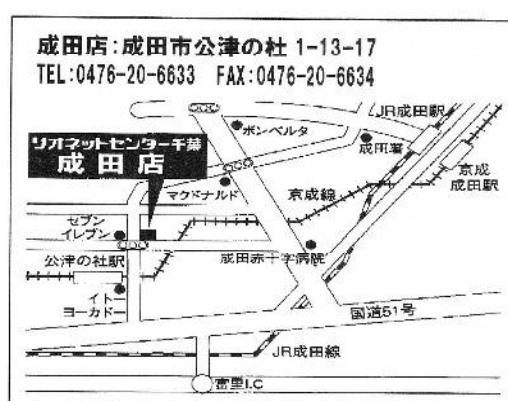 成田店:成田市公津の杜 1-13-17
TEL:0476-20-6633 FAX:0476-20-6634
JR成田駅
ボンベルタ
成田署
リオネットセンター千葉
成田店
京成
成田駅
マクドナルド
京成線
セブン
イレブン
成田赤十字病院
公津の杜駅
イトー
ヨーカドー
国道51号
JR成田線
富里I.C